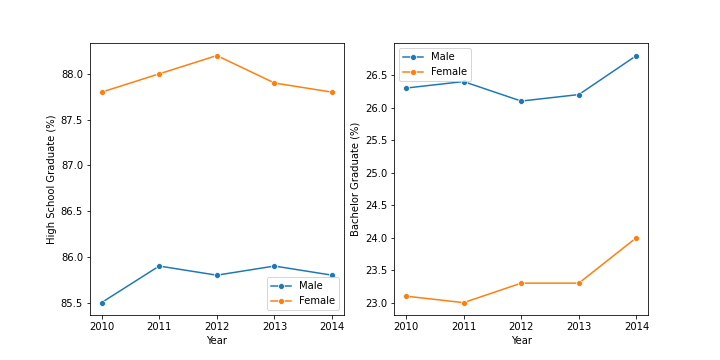 High School Graduate (%)
88.0
87.5
87.0
86.5
86.0
85.5
Male
Female
2010 2011 2012 2013 2014
Year
Bachelor Graduate (%)
Male
Female
26.5
26.0
25.5
25.0
24.5
24.0
23.5
23.0
2010 2011 2012 2013 2014
Year